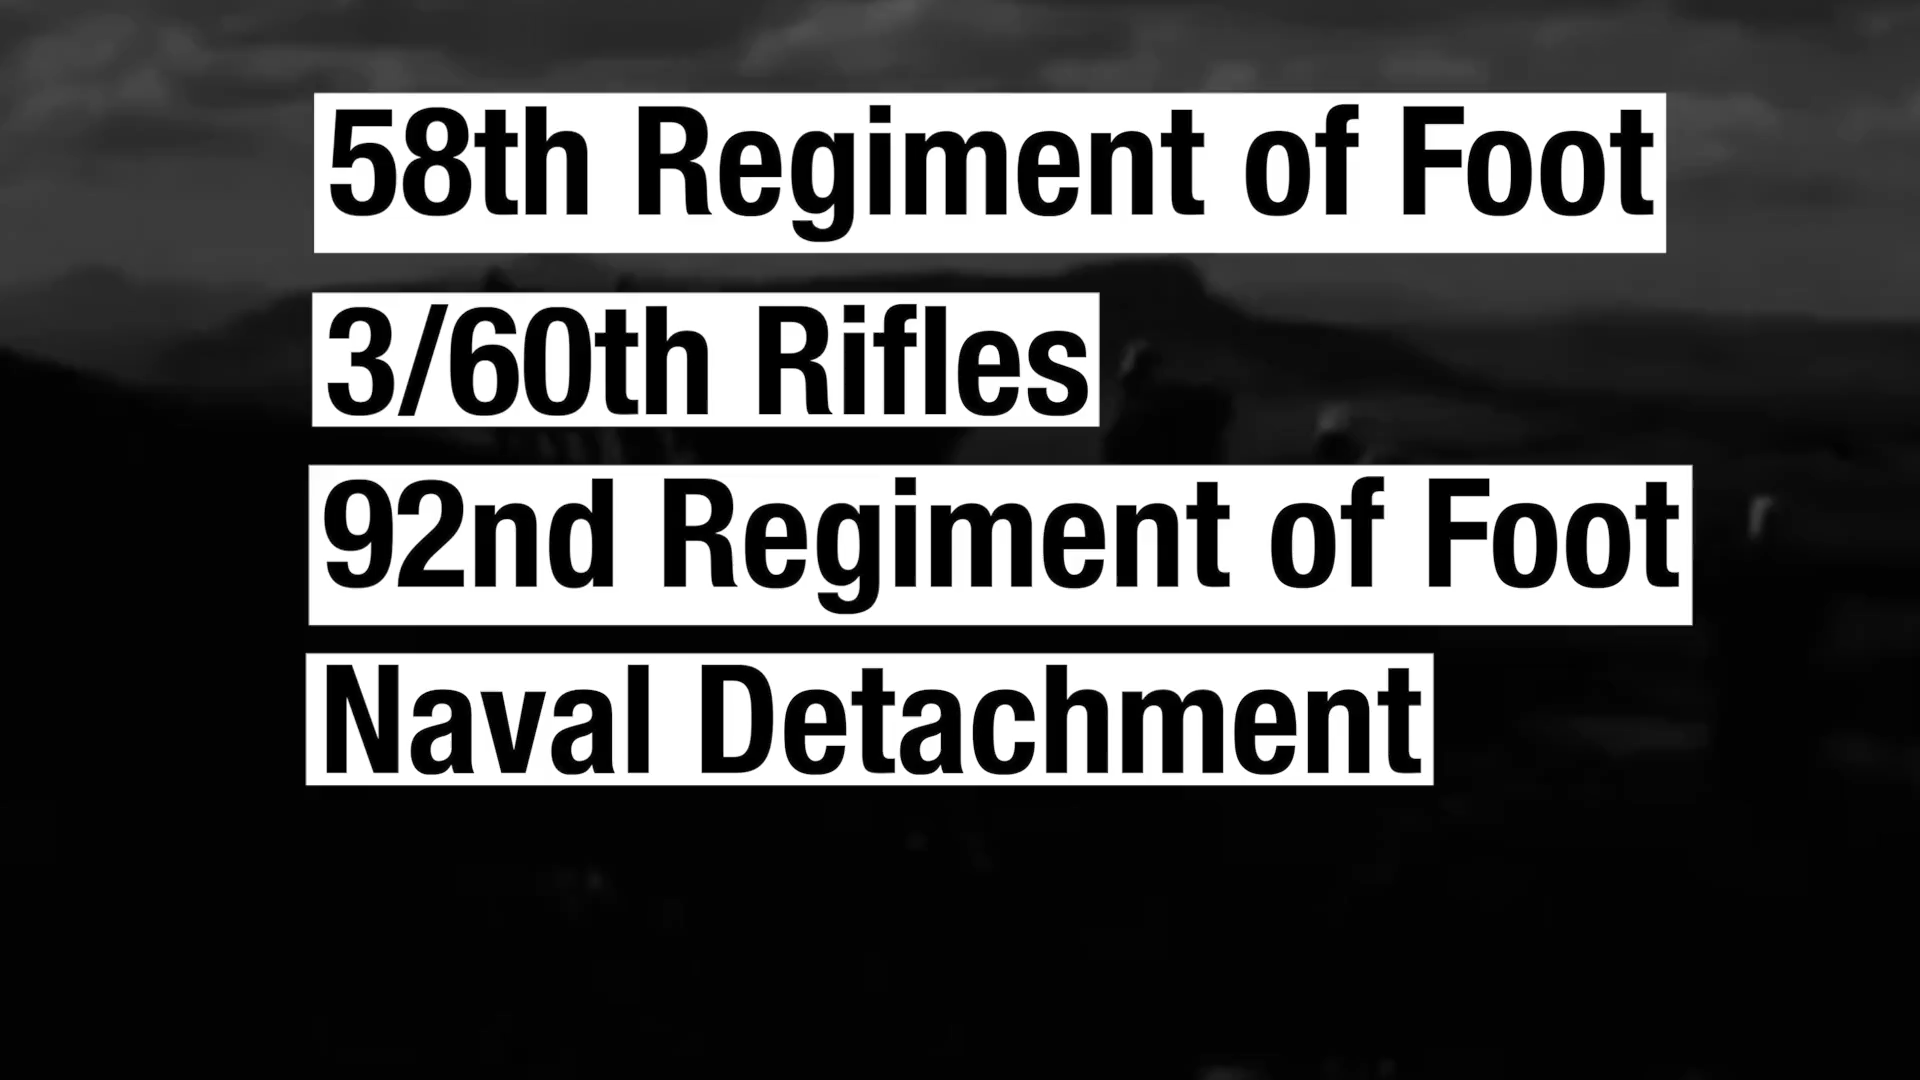 58th Regiment of Foot
3/60th Rifles
92nd Regiment of Foot
Naval Detachment